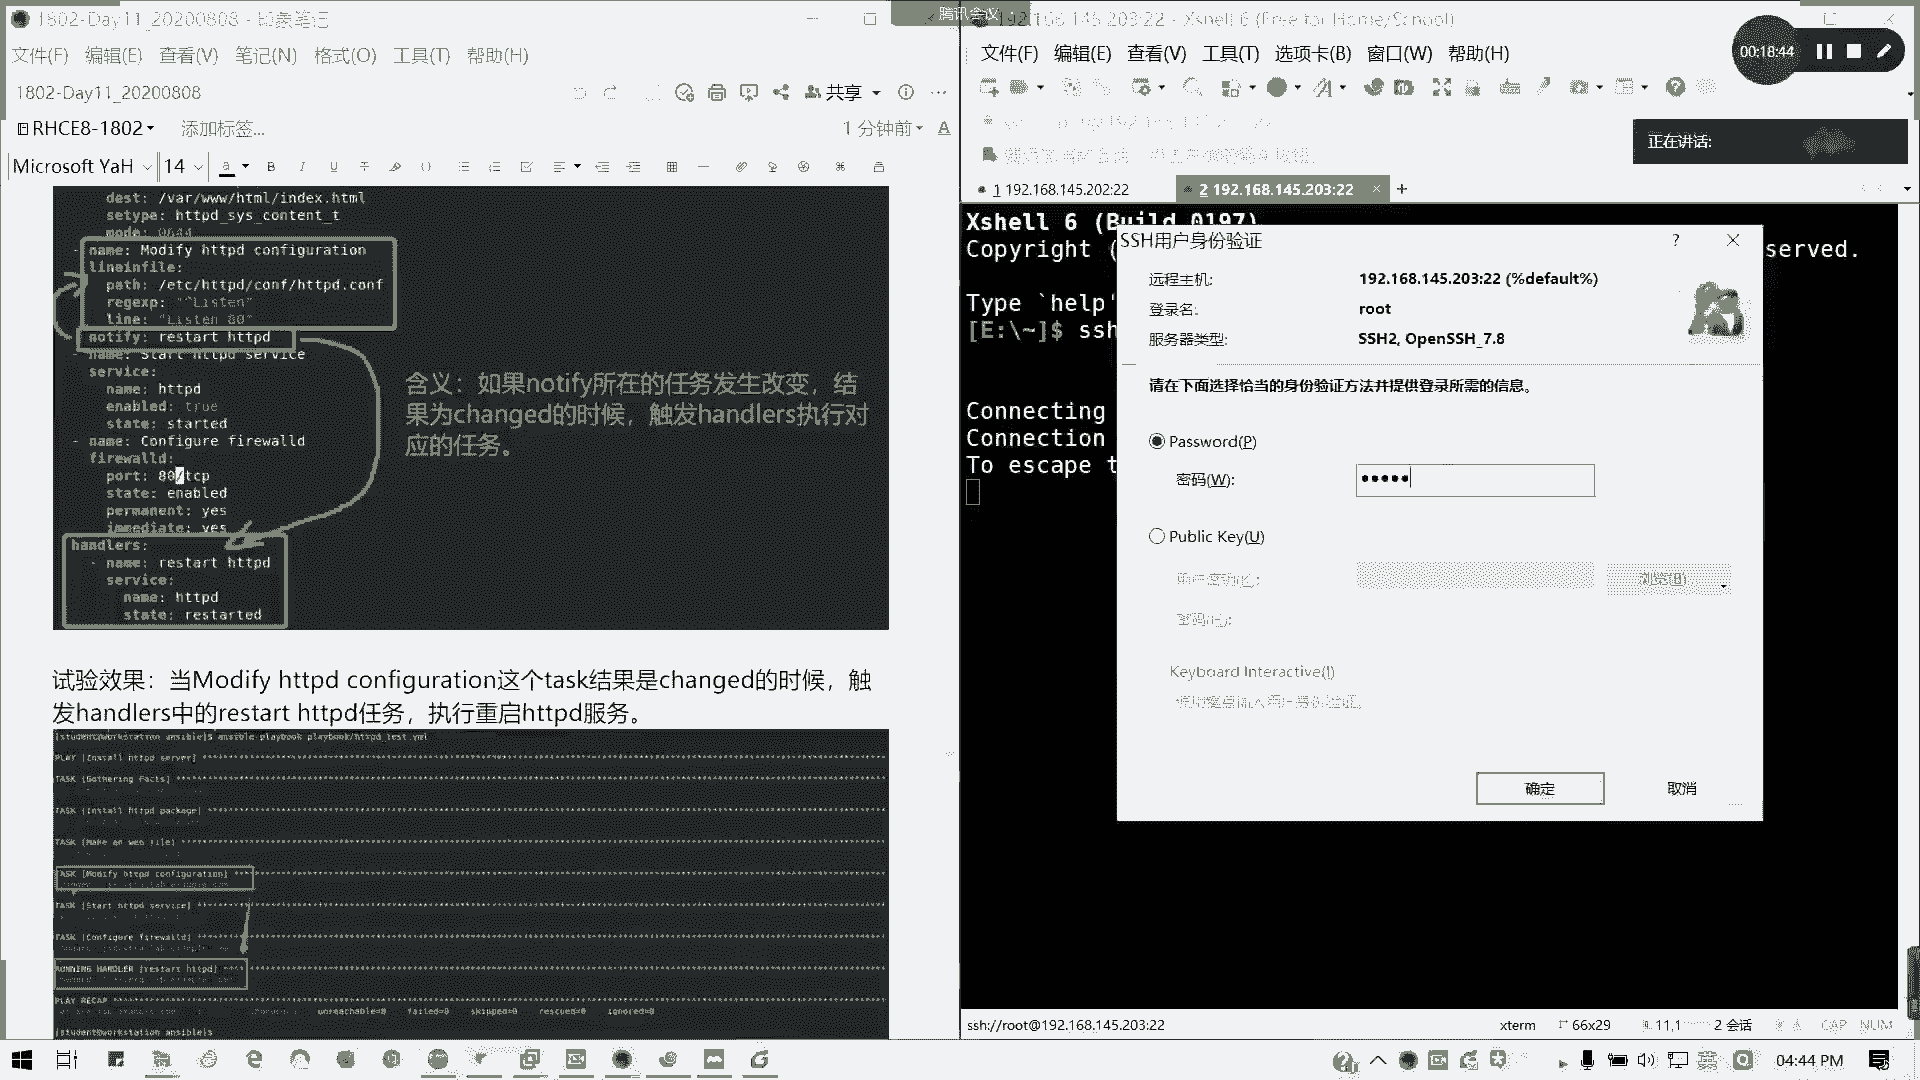 1802-Day11_20200808 - 印象笔记
文件(F) 编辑(E) 查看(V) 笔记(N) 格式(O) 工具(T) 帮助(H)
1802-Day11_20200808
共享
RHCE8-1802
添加标签...
1 分钟前
Microsoft YaH 14
dest: /var/www/html/index.html
setype: httpd_sys_content_t
mode: 0644
- name: Modify httpd configuration
lineinfile:
path: /etc/httpd/conf/httpd.conf
regexp: "^Listen"
line: "Listen 80"
notify: restart httpd
- name: Start httpd service
service:
name: httpd
enabled: true
state: started
- name: Configure firewalld
firewalld:
port: 80/tcp
state: enabled
permanent: yes
immediate: yes
handlers:
- name: restart httpd
service:
name: httpd
state: restarted
含义：如果notify所在的任务发生改变，结
果为changed的时候，触发handlers执行对
应的任务。
试验效果：当Modify httpd configuration这个task结果是changed的时候，触
发handlers中的restart httpd任务，执行重启httpd服务。
[student@workstation ansible]$ ansible-playbook playbook/httpd_test.yml
PLAY [Install httpd server]
TASK [Gathering Facts]
TASK [Install httpd package]
TASK [Make an web file]
TASK [Modify httpd configuration]
TASK [Start httpd service]
TASK [Configure firewalld]
RUNNING HANDLER [restart httpd]
PLAY RECAP
unreachable=0 failed=0 skipped=0 rescued=0 ignored=0
[student@workstation ansible]$
腾讯会议
192.168.145.203:22 - Xshell 6 (Free for Home/School)
文件(F) 编辑(E) 查看(V) 工具(T) 选项卡(B) 窗口(W) 帮助(H)
00:18:44
正在讲话:
1 192.168.145.202:22
2 192.168.145.203:22
Xshell 6 (Build 0197)
Copyright (
served.
Type `help'
[E:\~]$ ssh
Connecting
Connection
To escape t
SSH用户身份验证
远程主机: 192.168.145.203:22 (%default%)
登录名: root
服务器类型: SSH2, OpenSSH_7.8
请在下面选择恰当的身份验证方法并提供登录所需的信息。
Password(P)
密码(W): •••••
Public Key(U)
浏览(B)
Keyboard Interactive(I)
确定
取消
ssh://root@192.168.145.203:22
xterm
66x29
11,1
2 会话
CAP NUM
04:44 PM